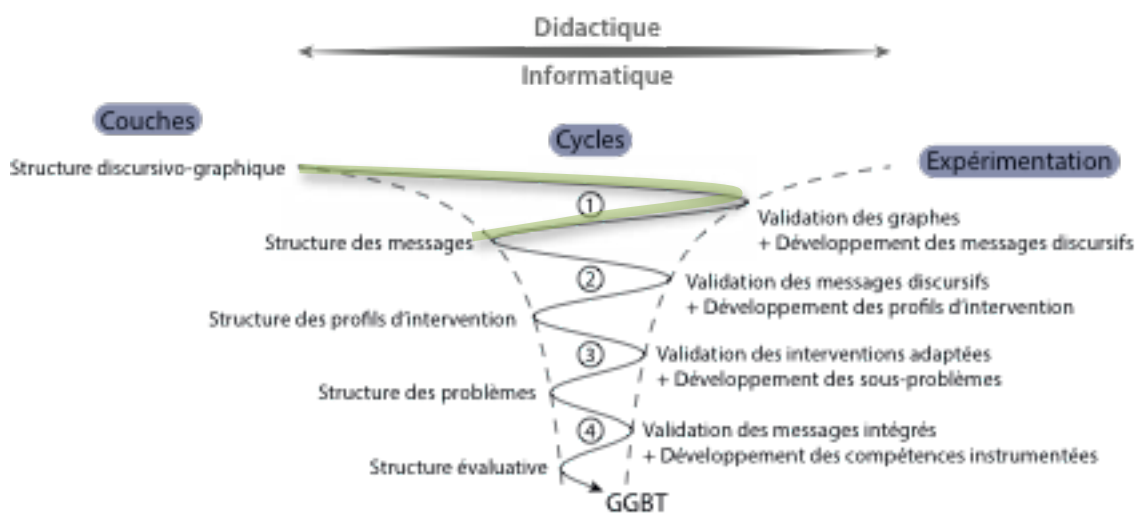 Didactique
Informatique
Couches
Cycles
Expérimentation
Structure discursivo-graphique
1
Validation des graphes
+ Développement des messages discursifs
Structure des messages
2
Validation des messages discursifs
+ Développement des profils d'intervention
Structure des profils d'intervention
3
Validation des interventions adaptées
+ Développement des sous-problèmes
Structure des problèmes
4
Validation des messages intégrés
+ Développement des compétences instrumentées
Structure évaluative
GGBT